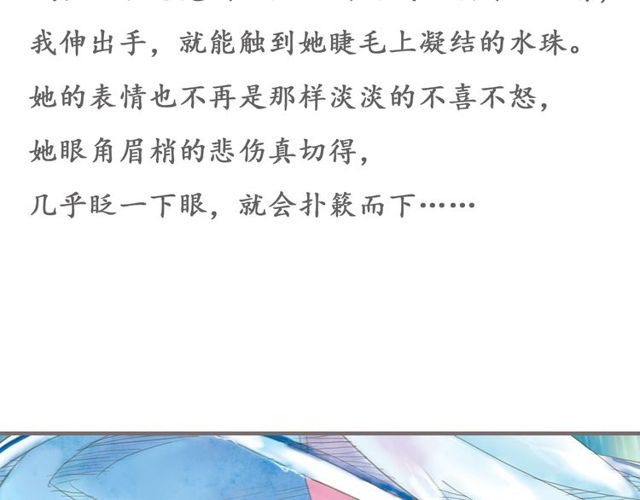 我伸出手，就能触到她睫毛上凝结的水珠。
她的表情也不再是那样淡淡的不喜不怒，
她眼角眉梢的悲伤真切得，
几乎眨一下眼，就会扑簌而下……